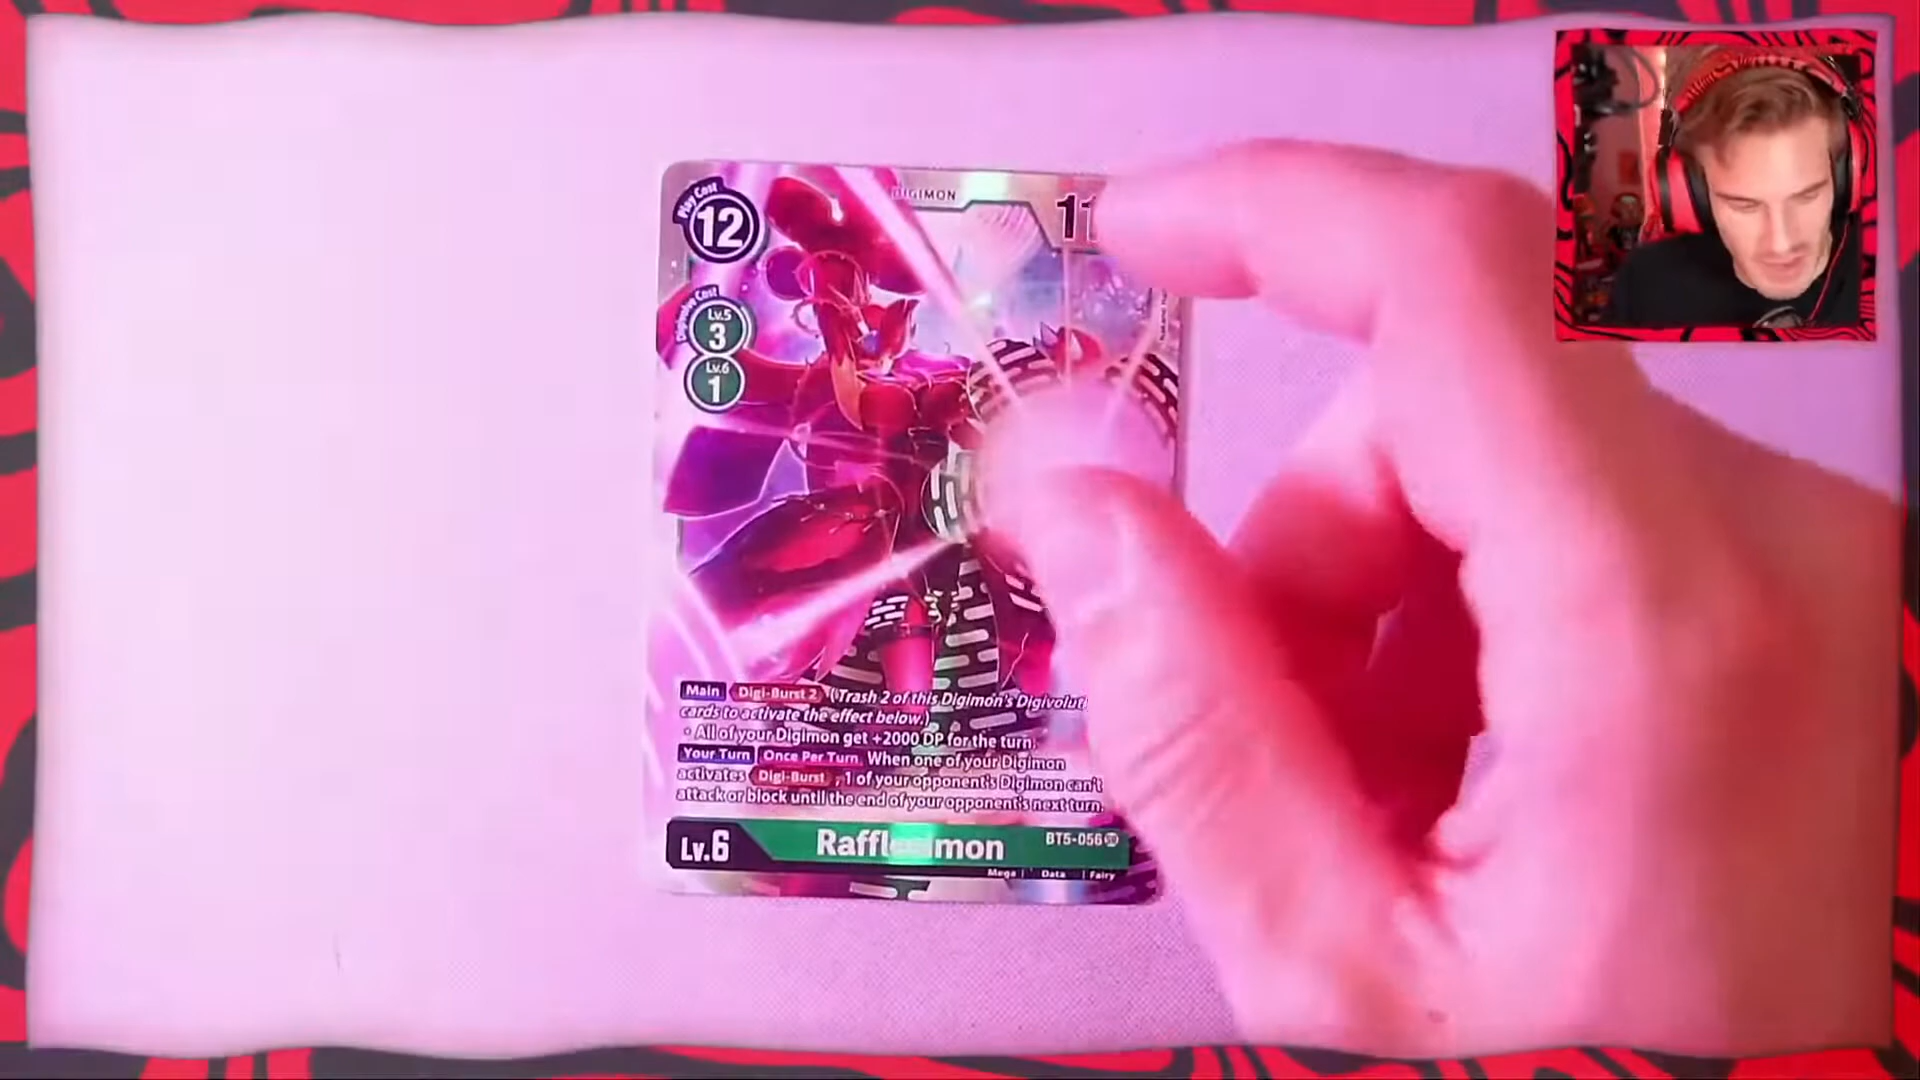 DIGIMON
Play Cost
12
11
Digivolve Cost
Lv.5
3
Lv.6
1
Main Digi-Burst 2 (Trash 2 of this Digimon's
cards to activate the effect below.)
· All of your Digimon get +2000 DP for the turn.
Your Turn Once Per Turn When one of your Digimon
activates Digi-Burst, 1 of your opponent's Digimon can't
attack or block until the end of your opponent's next turn.
Lv.6
BT5-056 SR
Mega | Data | Fairy